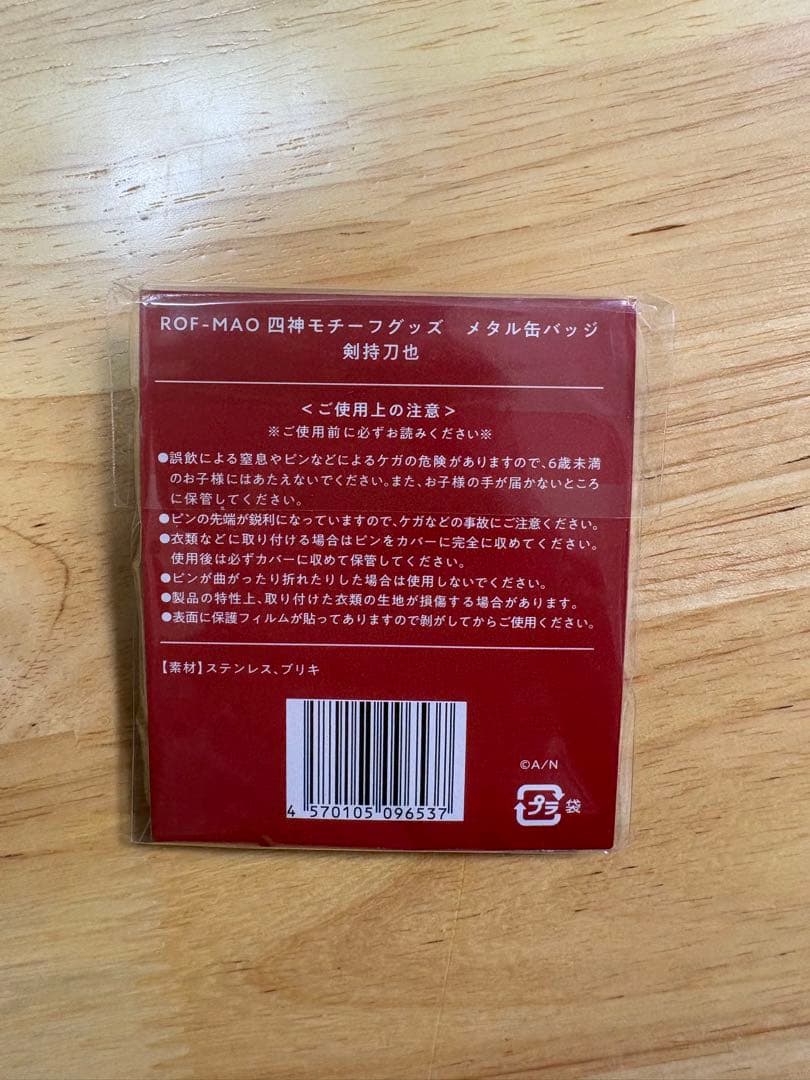 ROF-MAO 四神モチーフグッズ　メタル缶バッジ
剣持刀也
＜ご使用上の注意＞
※ご使用前に必ずお読みください※
●誤飲による窒息やピンなどによるケガの危険がありますので、6歳未満
のお子様にはあたえないでください。また、お子様の手が届かないところ
に保管してください。
●ピンの先端が鋭利になっていますので、ケガなどの事故にご注意ください。
●衣類などに取り付ける場合はピンをカバーに完全に収めてください。
使用後は必ずカバーに収めて保管してください。
●ピンが曲がったり折れたりした場合は使用しないでください。
●製品の特性上、取り付けた衣類の生地が損傷する場合があります。
●表面に保護フィルムが貼ってありますので剝がしてからご使用ください。
【素材】ステンレス、ブリキ
4 570105 096537
©A/N
プラ 袋